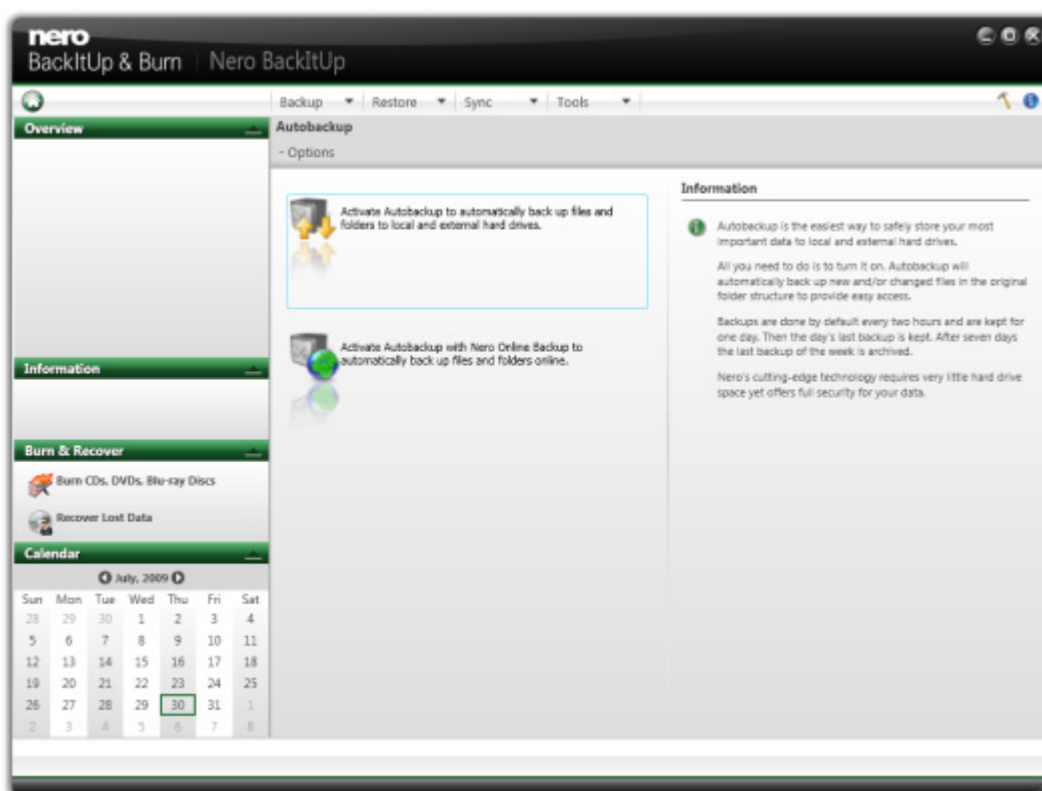 nero
BackItUp & Burn | Nero BackItUp
Backup Restore Sync Tools
Overview
Autobackup
- Options
Activate Autobackup to automatically back up files and
folders to local and external hard drives.
Activate Autobackup with Nero Online Backup to
automatically back up files and folders online.
Information
Autobackup is the easiest way to safely store your most
important data to local and external hard drives.
All you need to do is to turn it on. Autobackup will
automatically back up new and/or changed files in the original
folder structure to provide easy access.
Backups are done by default every two hours and are kept for
one day. Then the day's last backup is kept. After seven days
the last backup of the week is archived.
Nero's cutting-edge technology requires very little hard drive
space yet offers full security for your data.
Information
Burn & Recover
Burn CDs, DVDs, Blu-ray Discs
Recover Lost Data
Calendar
July, 2009
Sun Mon Tue Wed Thu Fri Sat
28 29 30 1 2 3 4
5 6 7 8 9 10 11
12 13 14 15 16 17 18
19 20 21 22 23 24 25
26 27 28 29 30 31 1
2 3 4 5 6 7 8